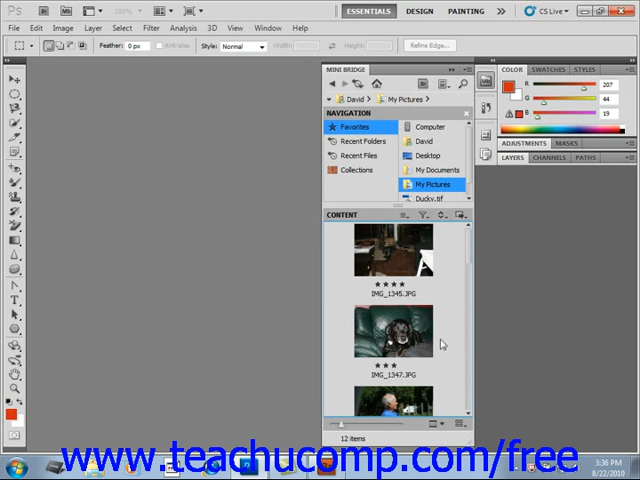 Ps Br Mb 100% ESSENTIALS DESIGN PAINTING CS Live
File Edit Image Layer Select Filter Analysis 3D View Window Help
Feather: 0 px Anti-alias Style: Normal Width: Height: Refine Edge...
MINI BRIDGE
David My Pictures
NAVIGATION
Favorites
Recent Folders
Recent Files
Collections
Computer
David
Desktop
My Documents
My Pictures
Ducky.tif
CONTENT
IMG_1345.JPG
IMG_1347.JPG
12 items
COLOR SWATCHES STYLES
R 207
G 44
B 19
ADJUSTMENTS MASKS
LAYERS CHANNELS PATHS
www.teachucomp.com/free
3:36 PM
8/22/2010